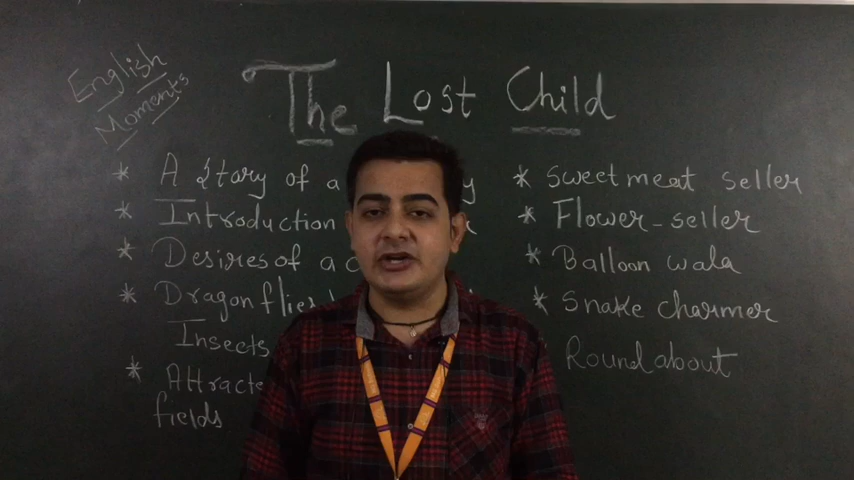 English
Moments
The Lost Child
* A Story of a
* Introduction
* Desires of a
* Dragonflies
Insects
* Attracte
fields
* Sweetmeat seller
* Flower-seller
* Balloon wala
* Snake charmer
Roundabout